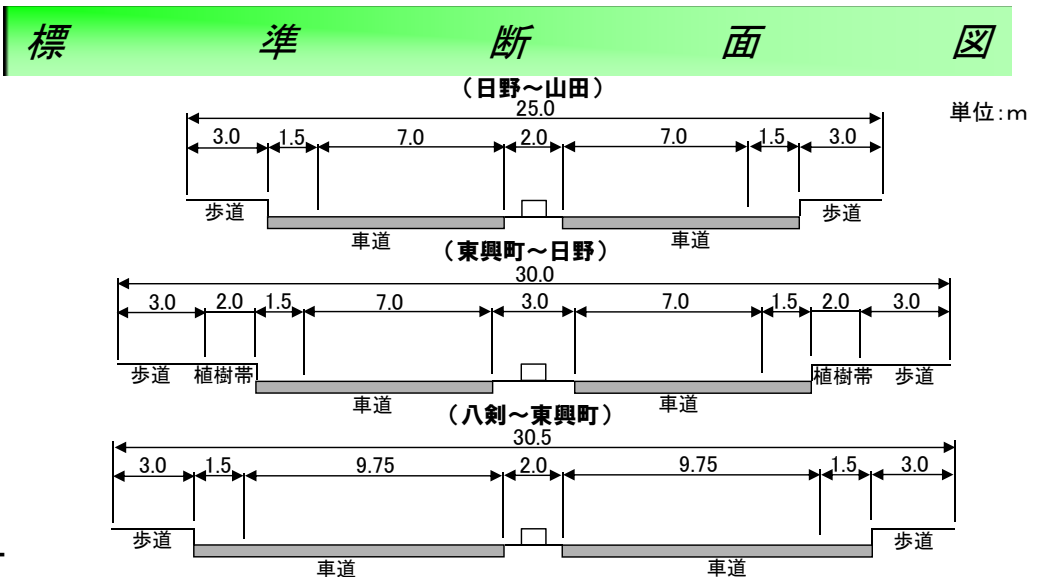 標準断面図
(日野～山田)
25.0
単位:m
3.0 1.5 7.0 2.0 7.0 1.5 3.0
歩道 歩道
車道 車道
(東興町～日野)
30.0
3.0 2.0 1.5 7.0 3.0 7.0 1.5 2.0 3.0
歩道 植樹帯 植樹帯 歩道
車道 車道
(八剣～東興町)
30.5
3.0 1.5 9.75 2.0 9.75 1.5 3.0
歩道 歩道
車道 車道